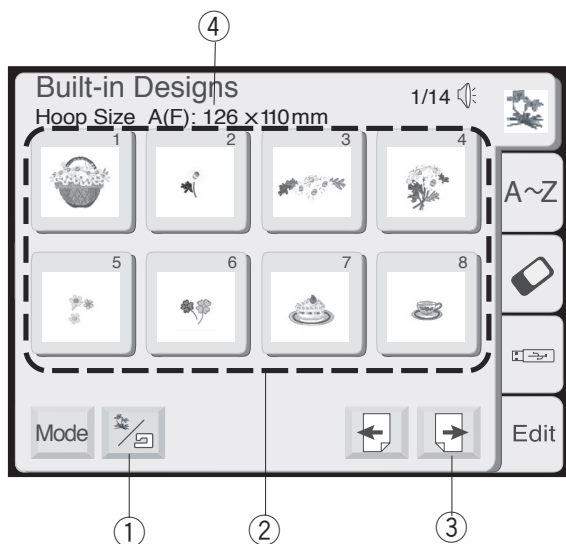 ④
Built-in Designs
1/14
Hoop Size A(F): 126 ×110 mm
1 2 3 4
A~Z
5 6 7 8
Mode
Edit
① ② ③